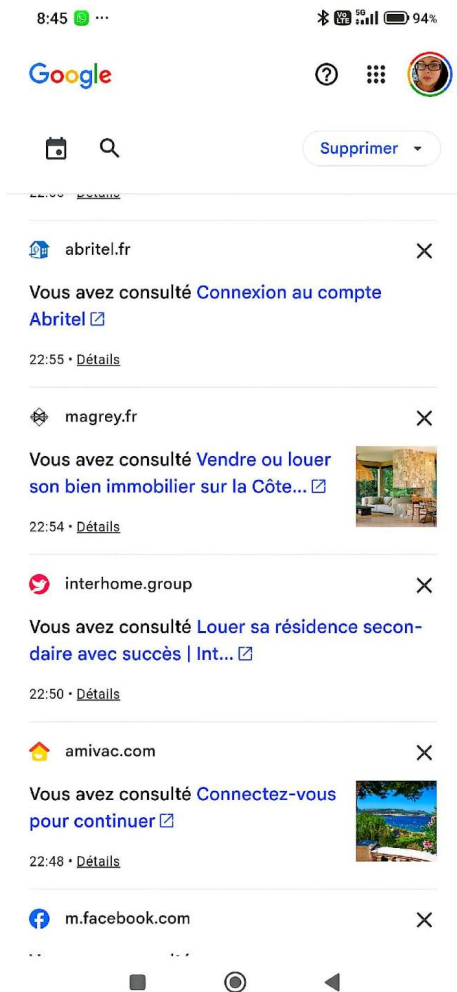 8:45 ...
5G
Vo
LTE
94%
Google
Supprimer
Détails
abritel.fr
Vous avez consulté Connexion au compte
Abritel
22:55 • Détails
magrey.fr
Vous avez consulté Vendre ou louer
son bien immobilier sur la Côte...
22:54 • Détails
interhome.group
Vous avez consulté Louer sa résidence secon-
daire avec succès | Int...
22:50 • Détails
amivac.com
Vous avez consulté Connectez-vous
pour continuer
22:48 • Détails
m.facebook.com